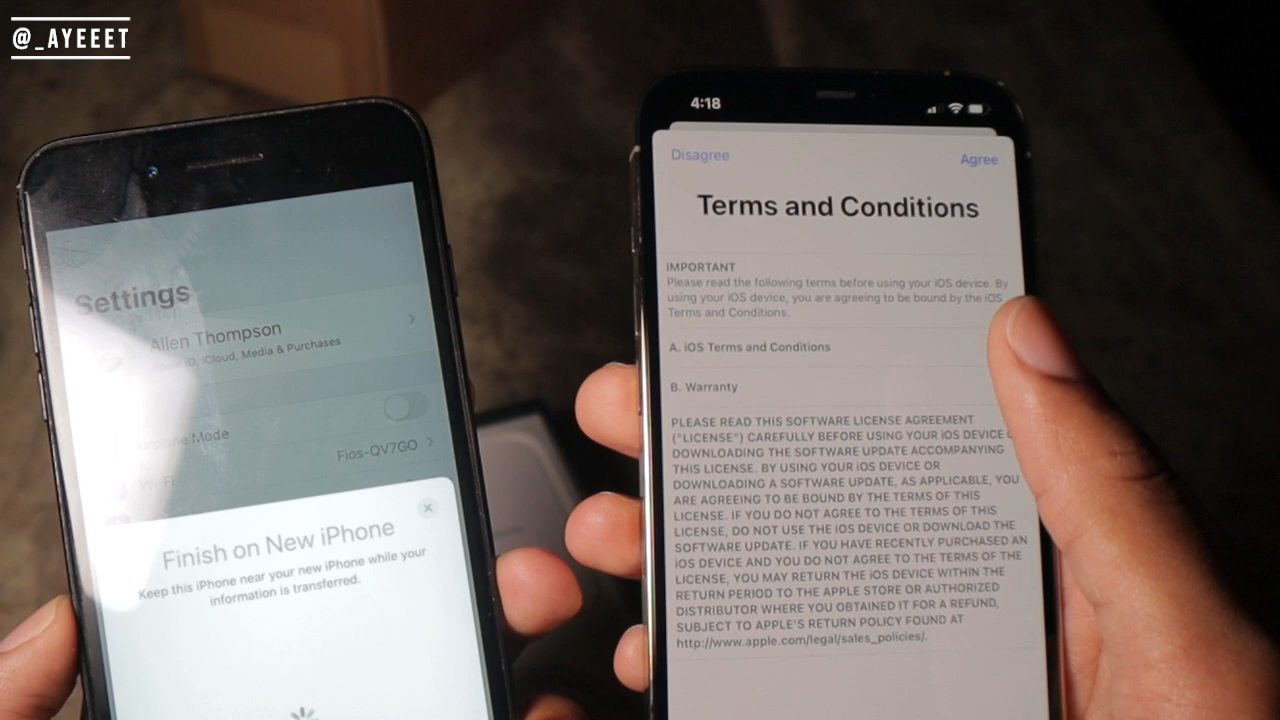 @_AYEEET
Settings
Allen Thompson
Apple ID, iCloud, Media & Purchases
Airplane Mode
Wi-Fi
Fios-QV7GO
Finish on New iPhone
Keep this iPhone near your new iPhone while your
information is transferred.
4:18
Disagree
Agree
Terms and Conditions
IMPORTANT
Please read the following terms before using your iOS device. By
using your iOS device, you are agreeing to be bound by the iOS
Terms and Conditions.
A. iOS Terms and Conditions
B. Warranty
PLEASE READ THIS SOFTWARE LICENSE AGREEMENT
("LICENSE") CAREFULLY BEFORE USING YOUR iOS DEVICE O
DOWNLOADING THE SOFTWARE UPDATE ACCOMPANYING
THIS LICENSE. BY USING YOUR iOS DEVICE OR
DOWNLOADING A SOFTWARE UPDATE, AS APPLICABLE, YOU
ARE AGREEING TO BE BOUND BY THE TERMS OF THIS
LICENSE. IF YOU DO NOT AGREE TO THE TERMS OF THIS
LICENSE, DO NOT USE THE iOS DEVICE OR DOWNLOAD THE
SOFTWARE UPDATE. IF YOU HAVE RECENTLY PURCHASED AN
iOS DEVICE AND YOU DO NOT AGREE TO THE TERMS OF THE
LICENSE, YOU MAY RETURN THE iOS DEVICE WITHIN THE
RETURN PERIOD TO THE APPLE STORE OR AUTHORIZED
DISTRIBUTOR WHERE YOU OBTAINED IT FOR A REFUND,
SUBJECT TO APPLE'S RETURN POLICY FOUND AT
http://www.apple.com/legal/sales_policies/.